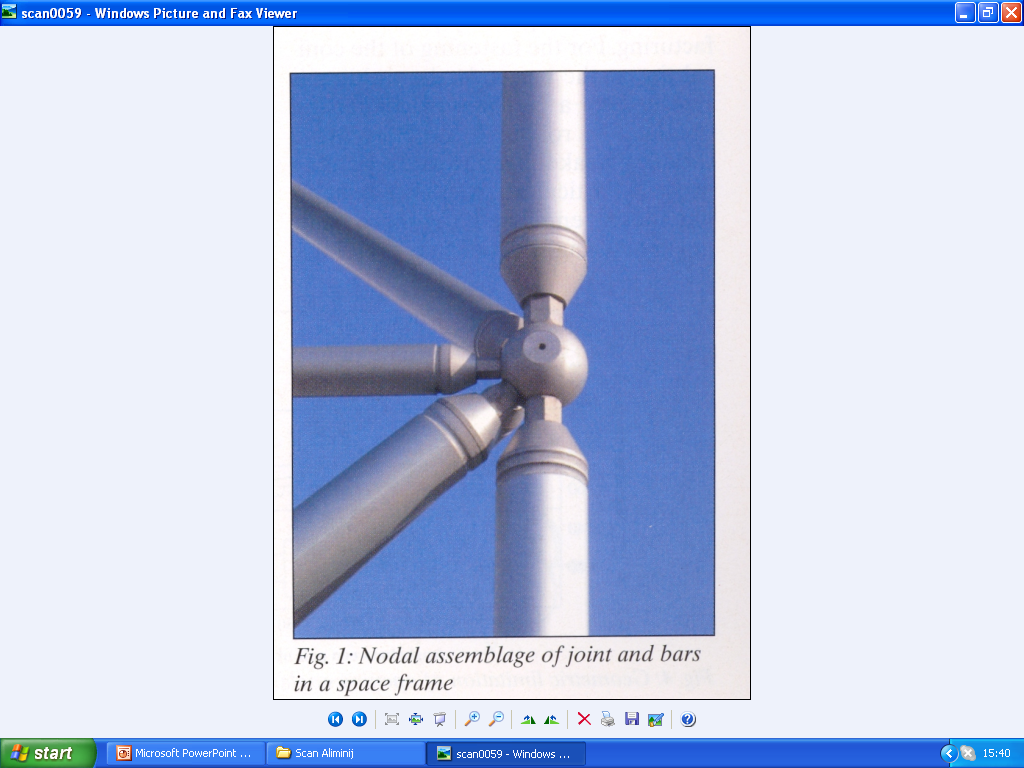 scan0059 - Windows Picture and Fax Viewer
Fig. 1: Nodal assemblage of joint and bars
in a space frame
start
Microsoft PowerPoint ...
Scan Aliminij
scan0059 - Windows ...
15:40